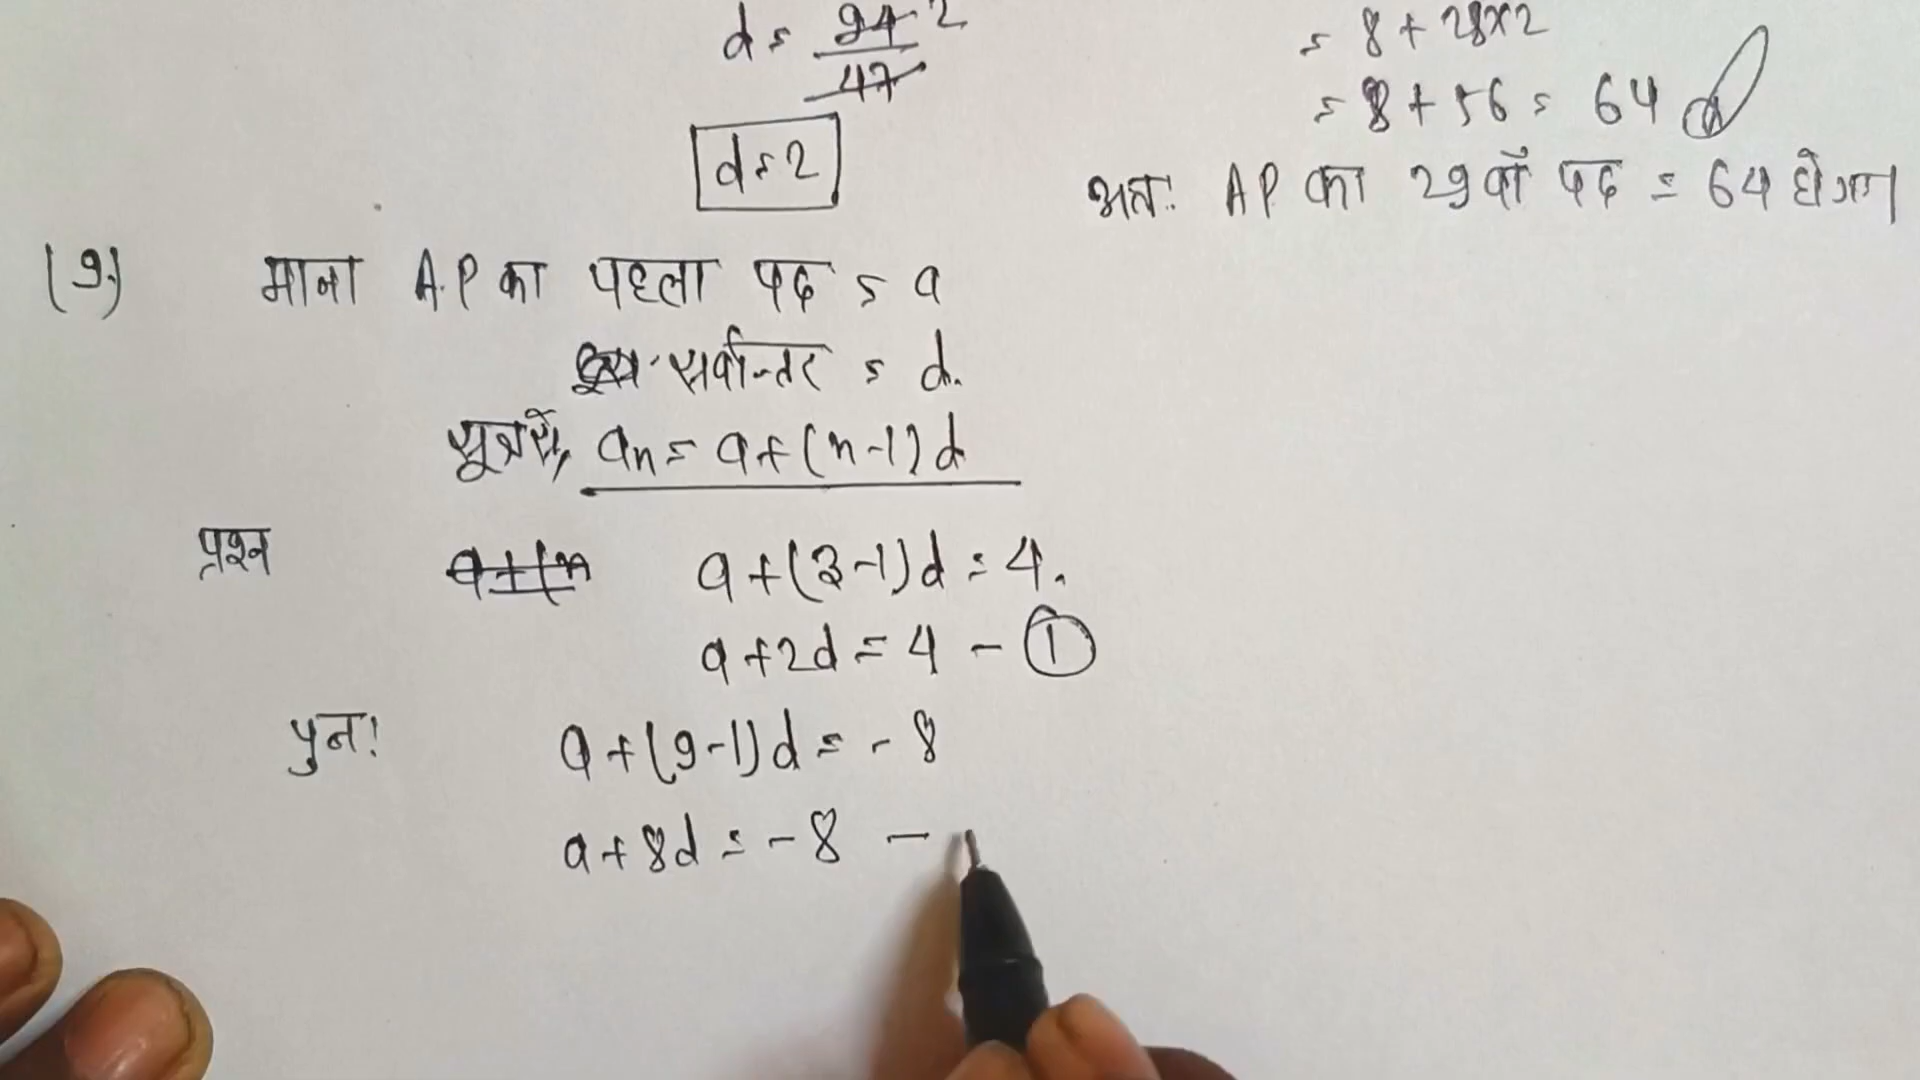 d = 94 2
47
d = 2
= 8 + 28x2
= 8 + 56 = 64
अतः AP का 29वाँ पद = 64 होगा
(9.) माना A.P का पहला पद = a
सर्वान्तर = d.
सूत्र से, an = a + (n-1)d
प्रश्न a+(n a + (3-1)d = 4.
a + 2d = 4 - ①
पुनः a + (9-1)d = - 8
a + 8d = - 8 -